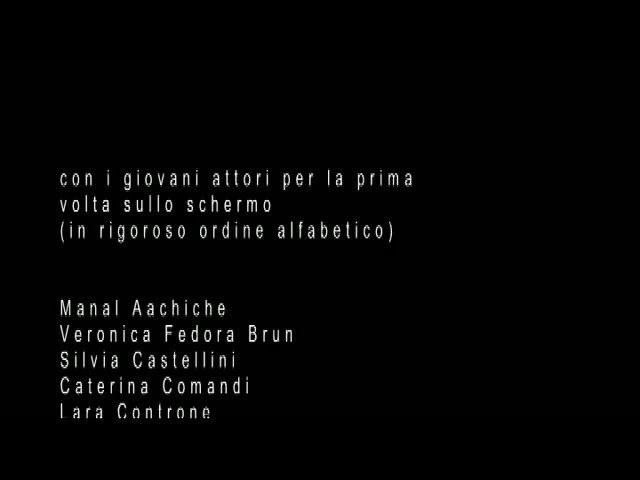 con i giovani attori per la prima
volta sullo schermo
(in rigoroso ordine alfabetico)
Manal Aachiche
Veronica Fedora Brun
Silvia Castellini
Caterina Comandi
Lara Controne